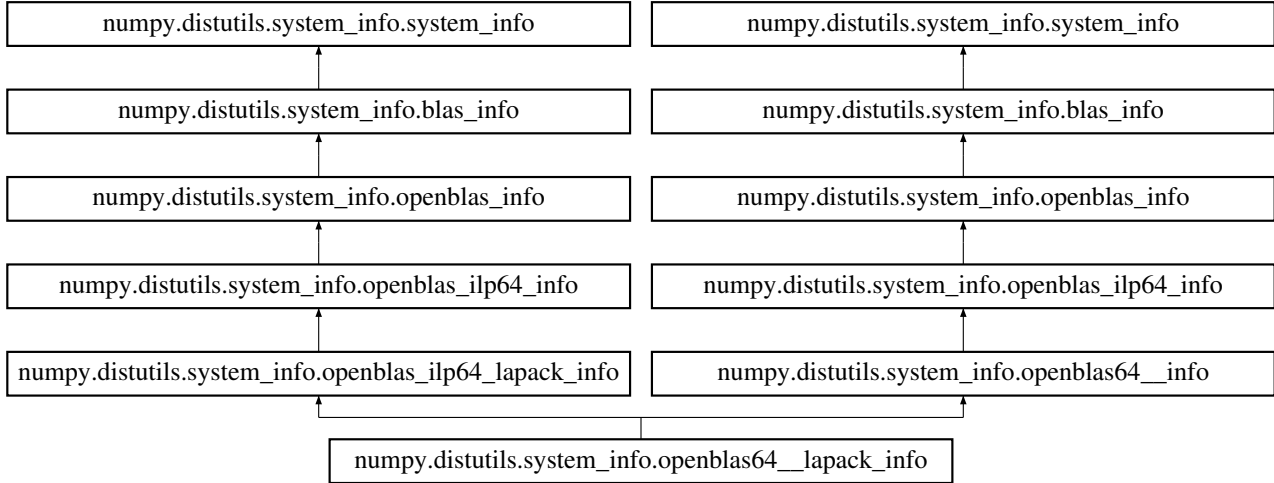 numpy.distutils.system_info.system_info numpy.distutils.system_info.system_info
numpy.distutils.system_info.blas_info numpy.distutils.system_info.blas_info
numpy.distutils.system_info.openblas_info numpy.distutils.system_info.openblas_info
numpy.distutils.system_info.openblas_ilp64_info numpy.distutils.system_info.openblas_ilp64_info
numpy.distutils.system_info.openblas_ilp64_lapack_info numpy.distutils.system_info.openblas64__info
numpy.distutils.system_info.openblas64__lapack_info